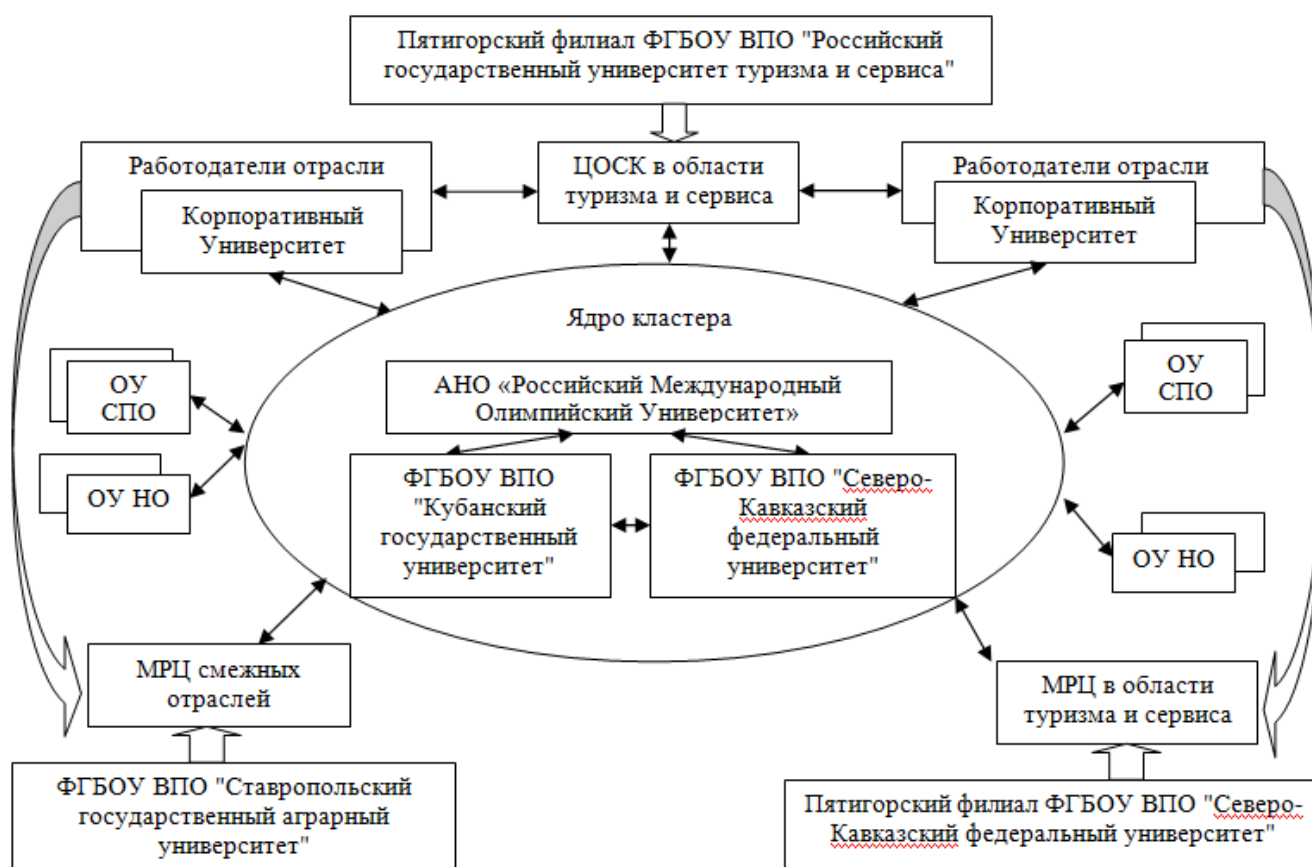 Пятигорский филиал ФГБОУ ВПО "Российский
государственный университет туризма и сервиса"
Работодатели отрасли
Корпоративный
Университет
ЦОСК в области
туризма и сервиса
Работодатели отрасли
Корпоративный
Университет
Ядро кластера
ОУ
СПО
ОУ НО
АНО «Российский Международный
Олимпийский Университет»
ФГБОУ ВПО
"Кубанский
государственный
университет"
ФГБОУ ВПО "Северо-
Кавказский
федеральный
университет"
ОУ
СПО
ОУ НО
МРЦ смежных
отраслей
МРЦ в области
туризма и сервиса
ФГБОУ ВПО "Ставропольский
государственный аграрный
университет"
Пятигорский филиал ФГБОУ ВПО "Северо-
Кавказский федеральный университет"